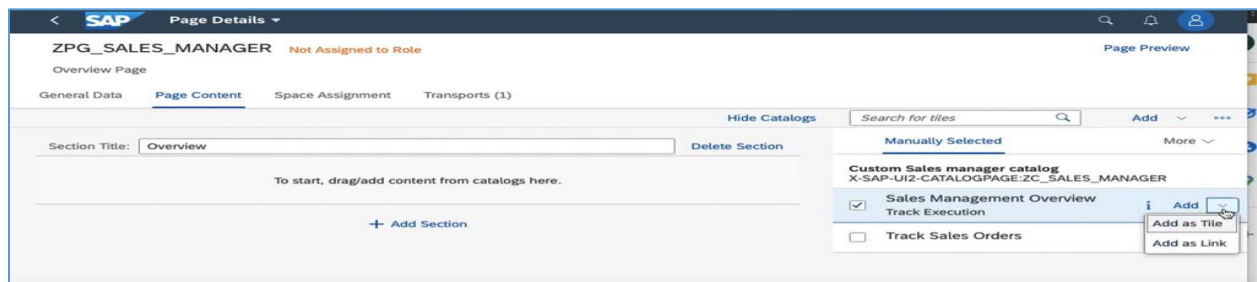 SAP Page Details
ZPG_SALES_MANAGER Not Assigned to Role Page Preview
Overview Page
General Data Page Content Space Assignment Transports (1)
Hide Catalogs Search for tiles Add
Section Title: Overview Delete Section Manually Selected More
Custom Sales manager catalog
X-SAP-UI2-CATALOGPAGE:ZC_SALES_MANAGER
To start, drag/add content from catalogs here.
Sales Management Overview
Track Execution
i Add
+ Add Section
Add as Tile
Track Sales Orders
Add as Link